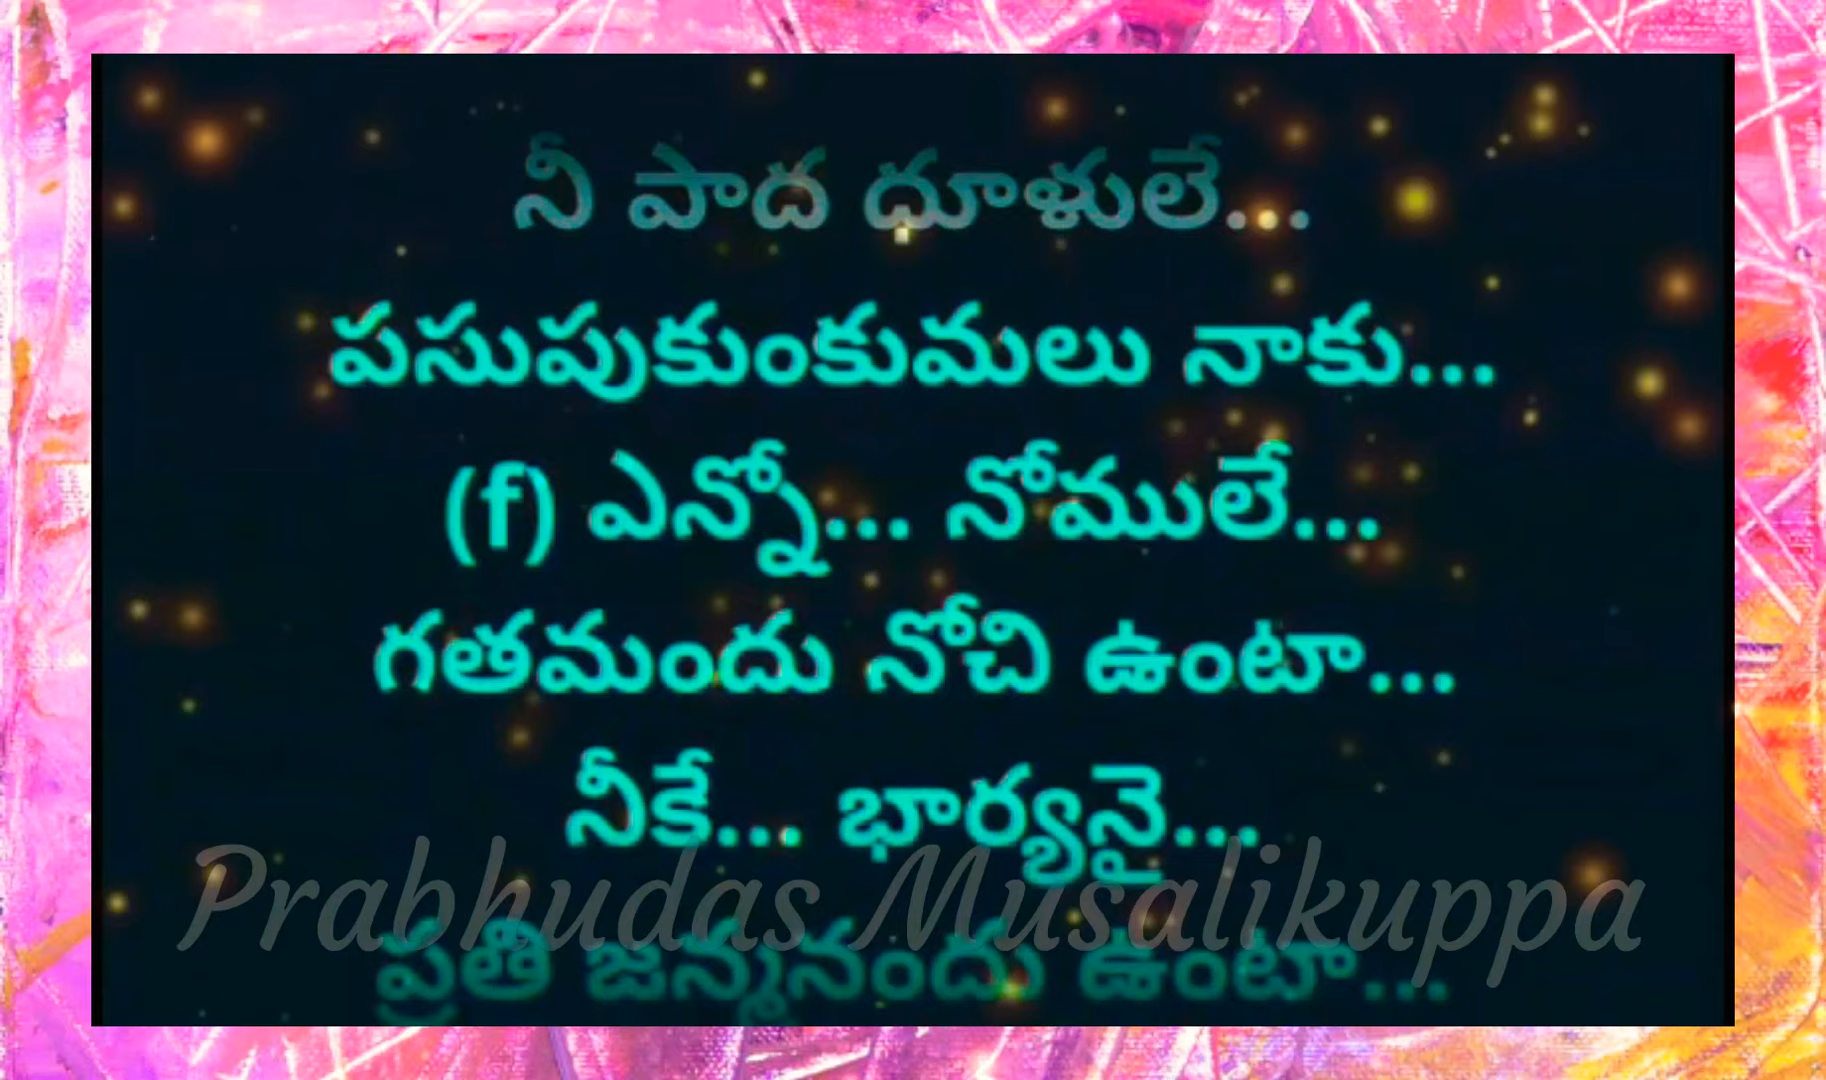 నీ పాద ధూళులే...
పసుపుకుంకుమలు నాకు...
(f) ఎన్నో... నోములే...
గతమందు నోచి ఉంటా...
నీకే... భార్యనై...
Prabhudas Musalikuppa
ప్రతి జన్మనందు ఉంటా...